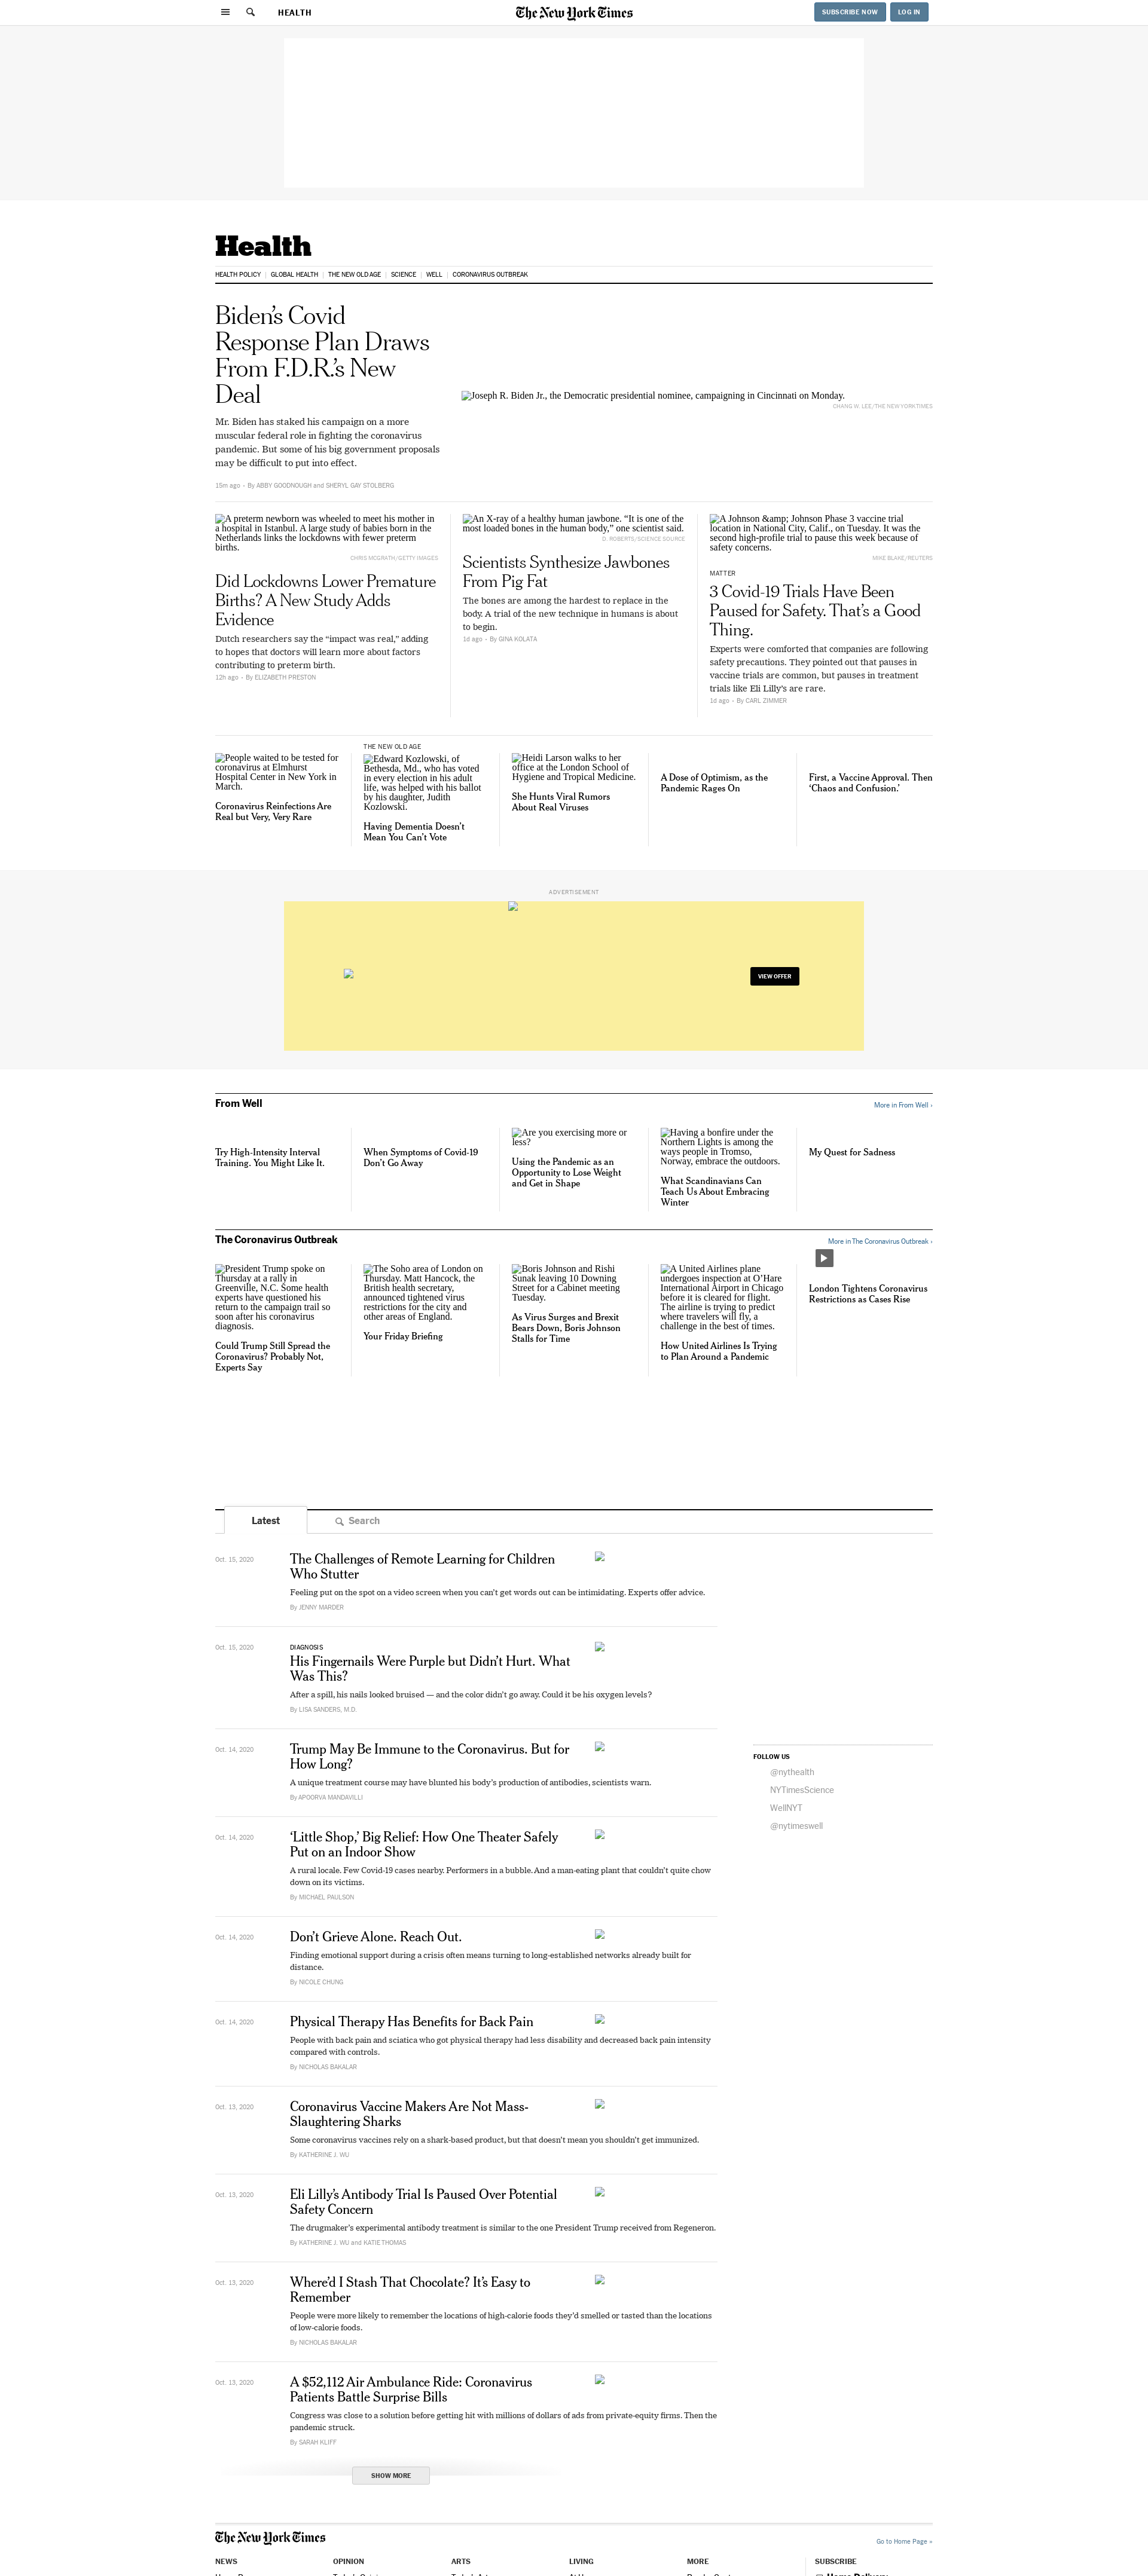 HEALTH
The New York Times
SUBSCRIBE NOW
LOG IN
Health
HEALTH POLICY
GLOBAL HEALTH
THE NEW OLD AGE
SCIENCE
WELL
CORONAVIRUS OUTBREAK
Biden’s Covid
Response Plan Draws
From F.D.R.’s New
Deal
Mr. Biden has staked his campaign on a more
muscular federal role in fighting the coronavirus
pandemic. But some of his big government proposals
may be difficult to put into effect.
15m ago • By ABBY GOODNOUGH and SHERYL GAY STOLBERG
Joseph R. Biden Jr., the Democratic presidential nominee, campaigning in Cincinnati on Monday.
CHANG W. LEE/THE NEW YORK TIMES
A preterm newborn was wheeled to meet his mother in
a hospital in Istanbul. A large study of babies born in the
Netherlands links the lockdowns with fewer preterm
births.
CHRIS MCGRATH/GETTY IMAGES
Did Lockdowns Lower Premature
Births? A New Study Adds
Evidence
Dutch researchers say the “impact was real,” adding
to hopes that doctors will learn more about factors
contributing to preterm birth.
12h ago • By ELIZABETH PRESTON
An X-ray of a healthy human jawbone. “It is one of the
most loaded bones in the human body,” one scientist said.
D. ROBERTS/SCIENCE SOURCE
Scientists Synthesize Jawbones
From Pig Fat
The bones are among the hardest to replace in the
body. A trial of the new technique in humans is about
to begin.
1d ago • By GINA KOLATA
A Johnson &amp; Johnson Phase 3 vaccine trial
location in National City, Calif., on Tuesday. It was the
second high-profile trial to pause this week because of
safety concerns.
MIKE BLAKE/REUTERS
MATTER
3 Covid-19 Trials Have Been
Paused for Safety. That’s a Good
Thing.
Experts were comforted that companies are following
safety precautions. They pointed out that pauses in
vaccine trials are common, but pauses in treatment
trials like Eli Lilly’s are rare.
1d ago • By CARL ZIMMER
People waited to be tested for
coronavirus at Elmhurst
Hospital Center in New York in
March.
Coronavirus Reinfections Are
Real but Very, Very Rare
THE NEW OLD AGE
Edward Kozlowski, of
Bethesda, Md., who has voted
in every election in his adult
life, was helped with his ballot
by his daughter, Judith
Kozlowski.
Having Dementia Doesn’t
Mean You Can’t Vote
Heidi Larson walks to her
office at the London School of
Hygiene and Tropical Medicine.
She Hunts Viral Rumors
About Real Viruses
A Dose of Optimism, as the
Pandemic Rages On
First, a Vaccine Approval. Then
‘Chaos and Confusion.’
ADVERTISEMENT
VIEW OFFER
From Well
More in From Well ›
Try High-Intensity Interval
Training. You Might Like It.
When Symptoms of Covid-19
Don’t Go Away
Are you exercising more or
less?
Using the Pandemic as an
Opportunity to Lose Weight
and Get in Shape
Having a bonfire under the
Northern Lights is among the
ways people in Tromso,
Norway, embrace the outdoors.
What Scandinavians Can
Teach Us About Embracing
Winter
My Quest for Sadness
The Coronavirus Outbreak
More in The Coronavirus Outbreak ›
President Trump spoke on
Thursday at a rally in
Greenville, N.C. Some health
experts have questioned his
return to the campaign trail so
soon after his coronavirus
diagnosis.
Could Trump Still Spread the
Coronavirus? Probably Not,
Experts Say
The Soho area of London on
Thursday. Matt Hancock, the
British health secretary,
announced tightened virus
restrictions for the city and
other areas of England.
Your Friday Briefing
Boris Johnson and Rishi
Sunak leaving 10 Downing
Street for a Cabinet meeting
Tuesday.
As Virus Surges and Brexit
Bears Down, Boris Johnson
Stalls for Time
A United Airlines plane
undergoes inspection at O’Hare
International Airport in Chicago
before it is cleared for flight.
The airline is trying to predict
where travelers will fly, a
challenge in the best of times.
How United Airlines Is Trying
to Plan Around a Pandemic
London Tightens Coronavirus
Restrictions as Cases Rise
Latest
Search
Oct. 15, 2020
The Challenges of Remote Learning for Children
Who Stutter
Feeling put on the spot on a video screen when you can’t get words out can be intimidating. Experts offer advice.
By JENNY MARDER
Oct. 15, 2020
DIAGNOSIS
His Fingernails Were Purple but Didn’t Hurt. What
Was This?
After a spill, his nails looked bruised — and the color didn’t go away. Could it be his oxygen levels?
By LISA SANDERS, M.D.
Oct. 14, 2020
Trump May Be Immune to the Coronavirus. But for
How Long?
A unique treatment course may have blunted his body’s production of antibodies, scientists warn.
By APOORVA MANDAVILLI
FOLLOW US
@nythealth
NYTimesScience
WellNYT
@nytimeswell
Oct. 14, 2020
‘Little Shop,’ Big Relief: How One Theater Safely
Put on an Indoor Show
A rural locale. Few Covid-19 cases nearby. Performers in a bubble. And a man-eating plant that couldn’t quite chow
down on its victims.
By MICHAEL PAULSON
Oct. 14, 2020
Don’t Grieve Alone. Reach Out.
Finding emotional support during a crisis often means turning to long-established networks already built for
distance.
By NICOLE CHUNG
Oct. 14, 2020
Physical Therapy Has Benefits for Back Pain
People with back pain and sciatica who got physical therapy had less disability and decreased back pain intensity
compared with controls.
By NICHOLAS BAKALAR
Oct. 13, 2020
Coronavirus Vaccine Makers Are Not Mass-
Slaughtering Sharks
Some coronavirus vaccines rely on a shark-based product, but that doesn’t mean you shouldn’t get immunized.
By KATHERINE J. WU
Oct. 13, 2020
Eli Lilly’s Antibody Trial Is Paused Over Potential
Safety Concern
The drugmaker’s experimental antibody treatment is similar to the one President Trump received from Regeneron.
By KATHERINE J. WU and KATIE THOMAS
Oct. 13, 2020
Where’d I Stash That Chocolate? It’s Easy to
Remember
People were more likely to remember the locations of high-calorie foods they’d smelled or tasted than the locations
of low-calorie foods.
By NICHOLAS BAKALAR
Oct. 13, 2020
A $52,112 Air Ambulance Ride: Coronavirus
Patients Battle Surprise Bills
Congress was close to a solution before getting hit with millions of dollars of ads from private-equity firms. Then the
pandemic struck.
By SARAH KLIFF
SHOW MORE
The New York Times
Go to Home Page »
NEWS
OPINION
ARTS
LIVING
MORE
SUBSCRIBE